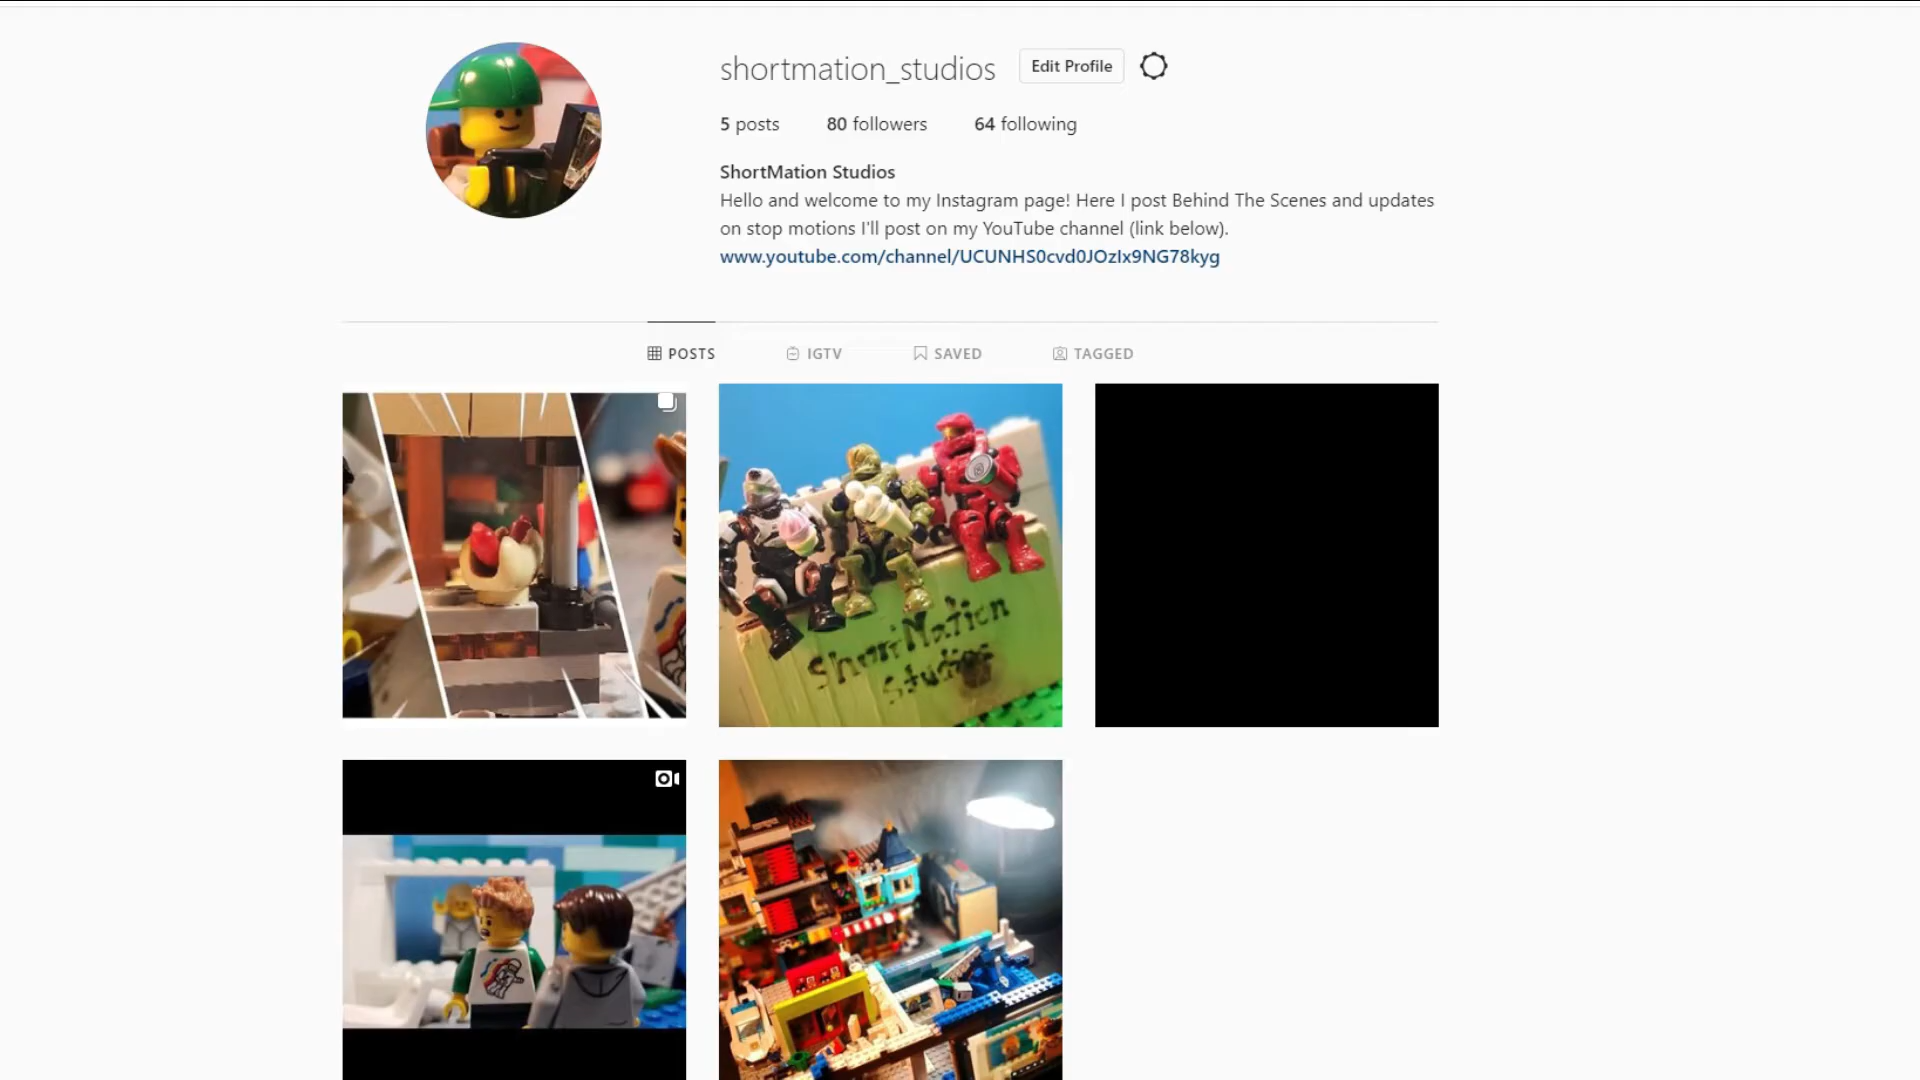 shortmation_studios Edit Profile
5 posts 80 followers 64 following
ShortMation Studios
Hello and welcome to my Instagram page! Here I post Behind The Scenes and updates
on stop motions I'll post on my YouTube channel (link below).
www.youtube.com/channel/UCUNHS0cvd0JOzIx9NG78kyg
POSTS IGTV SAVED TAGGED
ShortMation
Studios